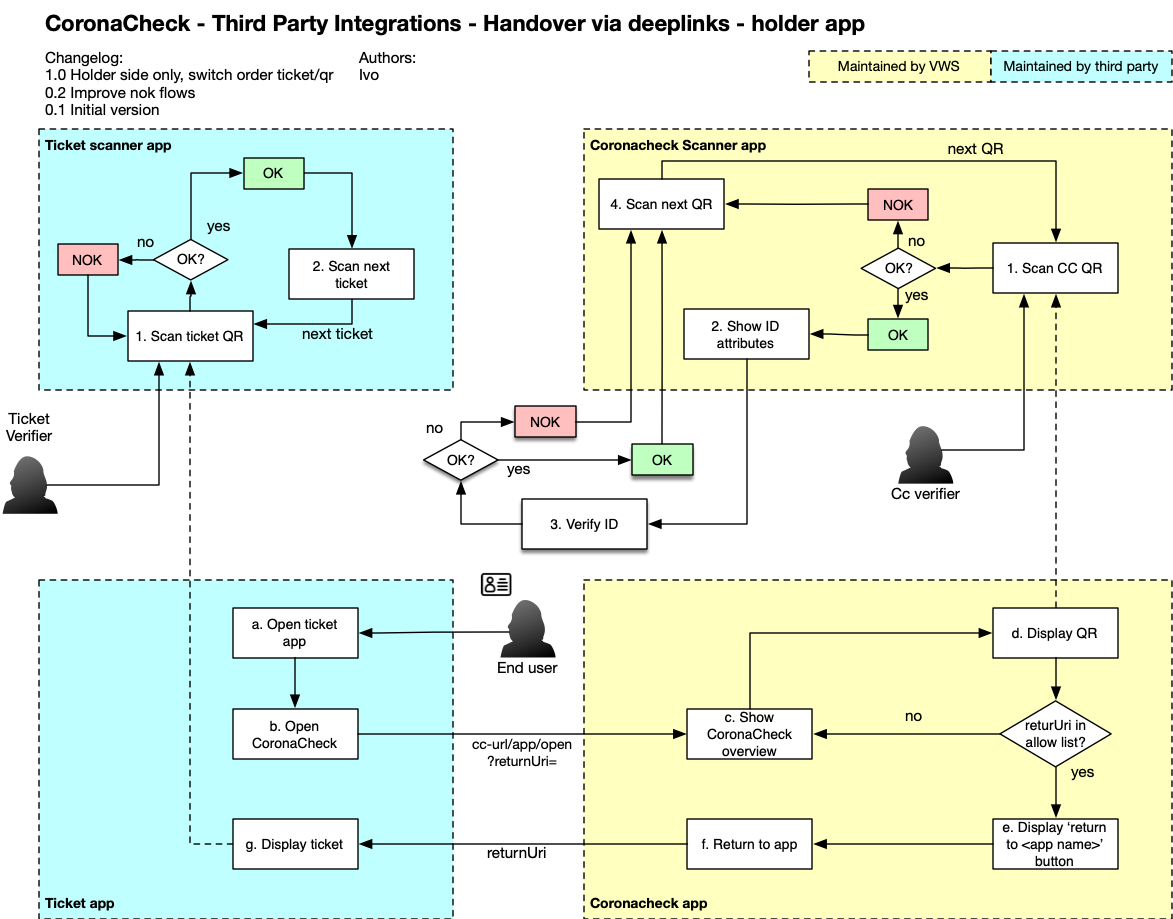 CoronaCheck - Third Party Integrations - Handover via deeplinks - holder app
Changelog:
1.0 Holder side only, switch order ticket/qr
0.2 Improve nok flows
0.1 Initial version
Authors:
Ivo
Maintained by VWS
Maintained by third party
Ticket scanner app
OK
yes
no
NOK
OK?
2. Scan next
ticket
1. Scan ticket QR
next ticket
Coronacheck Scanner app
next QR
4. Scan next QR
NOK
no
OK?
1. Scan CC QR
yes
2. Show ID
attributes
OK
Ticket
Verifier
no
NOK
OK?
yes
OK
3. Verify ID
Cc verifier
a. Open ticket
app
End user
b. Open
CoronaCheck
cc-url/app/open
?returnUri=
g. Display ticket
returnUri
Ticket app
d. Display QR
c. Show
CoronaCheck
overview
no
returUri in
allow list?
yes
f. Return to app
e. Display ‘return
to <app name>’
button
Coronacheck app